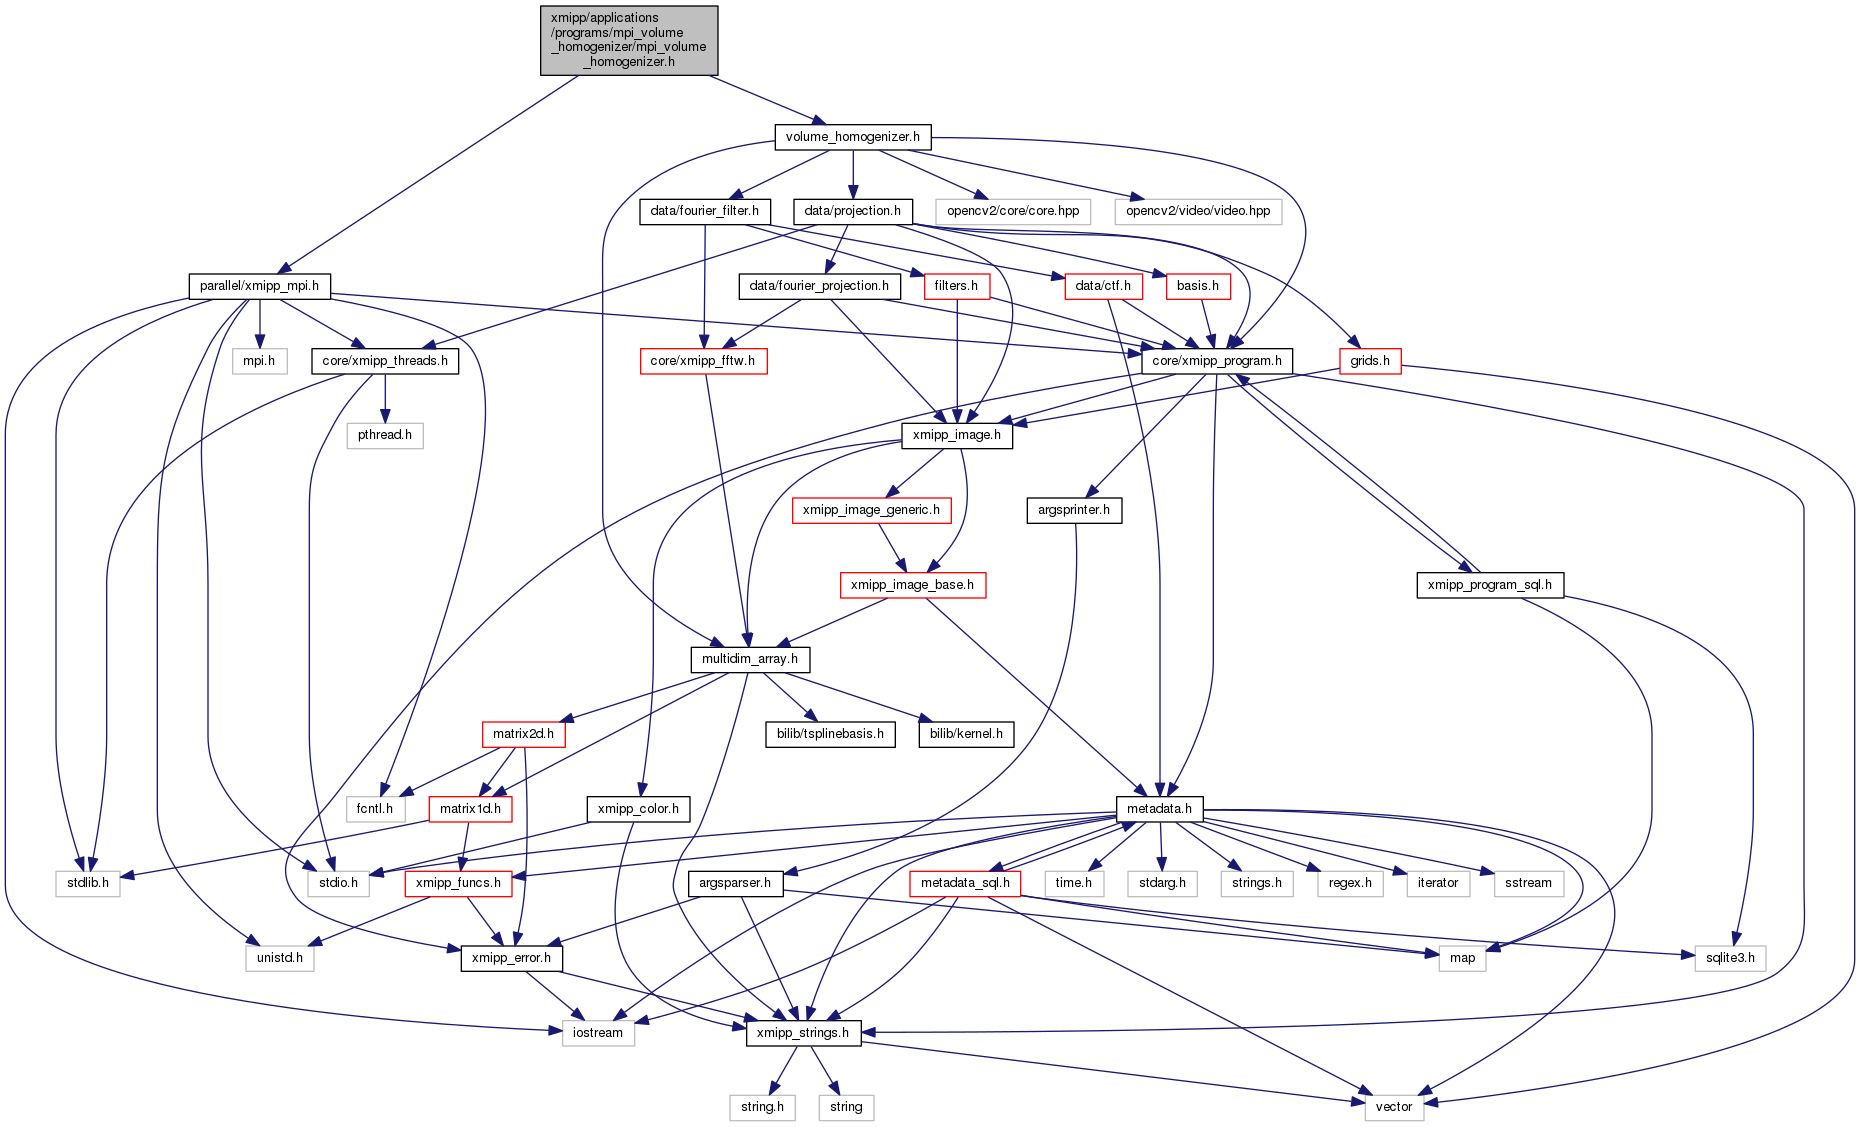 xmipp/applications
/programs/mpi_volume
_homogenizer/mpi_volume
_homogenizer.h
volume_homogenizer.h
data/fourier_filter.h
data/projection.h
opencv2/core/core.hpp
opencv2/video/video.hpp
parallel/xmipp_mpi.h
data/fourier_projection.h
filters.h
data/ctf.h
basis.h
mpi.h
core/xmipp_threads.h
core/xmipp_fftw.h
core/xmipp_program.h
grids.h
pthread.h
xmipp_image.h
xmipp_image_generic.h
argsprinter.h
xmipp_image_base.h
xmipp_program_sql.h
multidim_array.h
matrix2d.h
bilib/tsplinebasis.h
bilib/kernel.h
fcntl.h
matrix1d.h
xmipp_color.h
metadata.h
stdlib.h
stdio.h
xmipp_funcs.h
argsparser.h
metadata_sql.h
time.h
stdarg.h
strings.h
regex.h
iterator
sstream
unistd.h
xmipp_error.h
map
sqlite3.h
iostream
xmipp_strings.h
string.h
string
vector